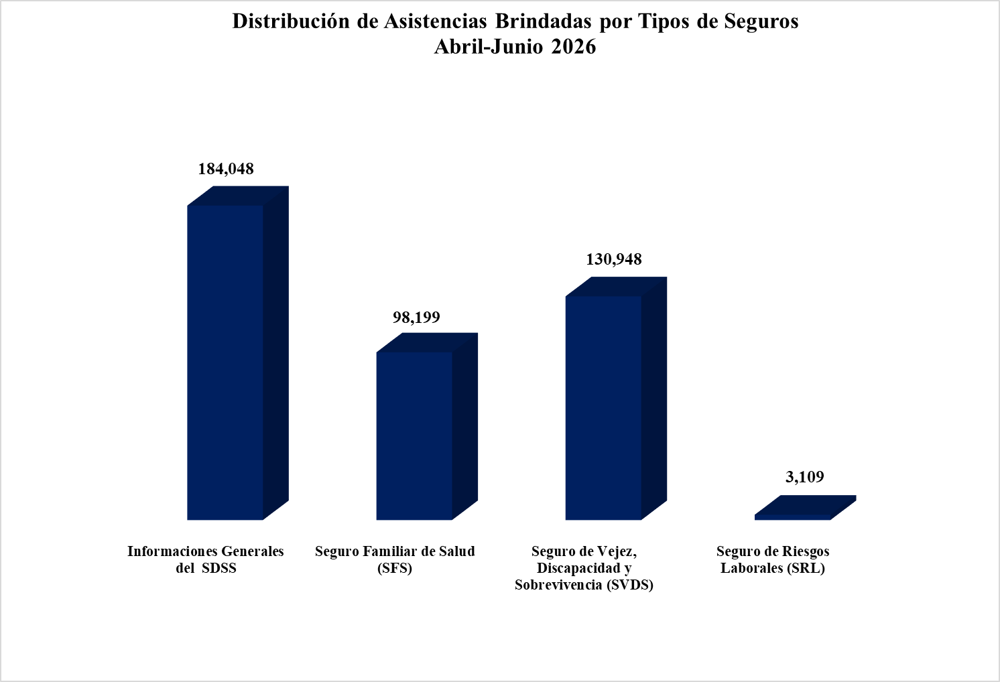 Distribución de Asistencias Brindadas por Tipos de Seguros
Abril-Junio 2026
184,048
98,199
130,948
3,109
Informaciones Generales
del SDSS
Seguro Familiar de Salud
(SFS)
Seguro de Vejez,
Discapacidad y
Sobrevivencia (SVDS)
Seguro de Riesgos
Laborales (SRL)